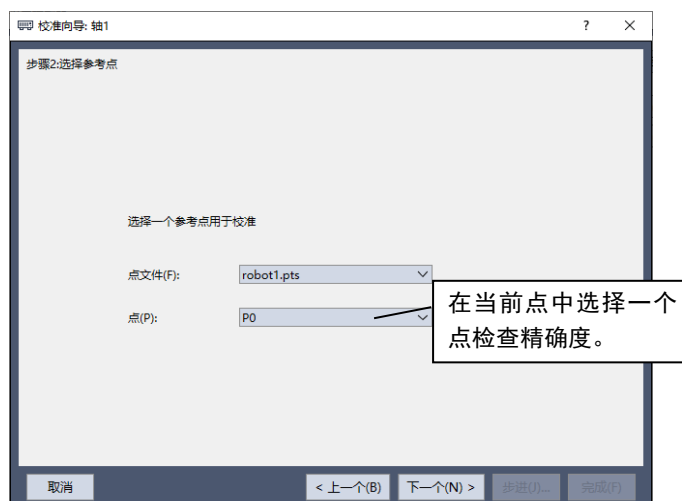 校准向导: 轴1
?
步骤2:选择参考点
选择一个参考点用于校准
点文件(F):
robot1.pts
点(P):
P0
在当前点中选择一个
点检查精确度。
取消
< 上一个(B)
下一个(N) >
步进(J)...
完成(F)